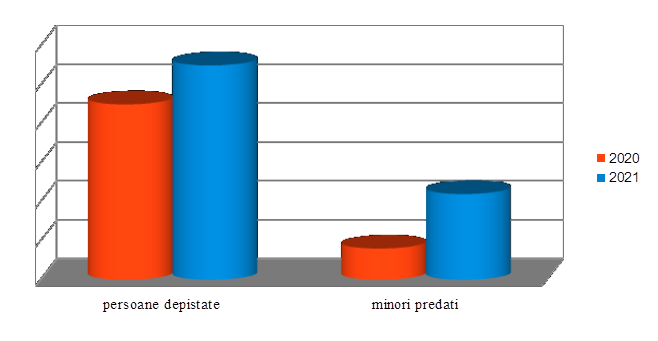 2020
2021
persoane depistate
minori predati